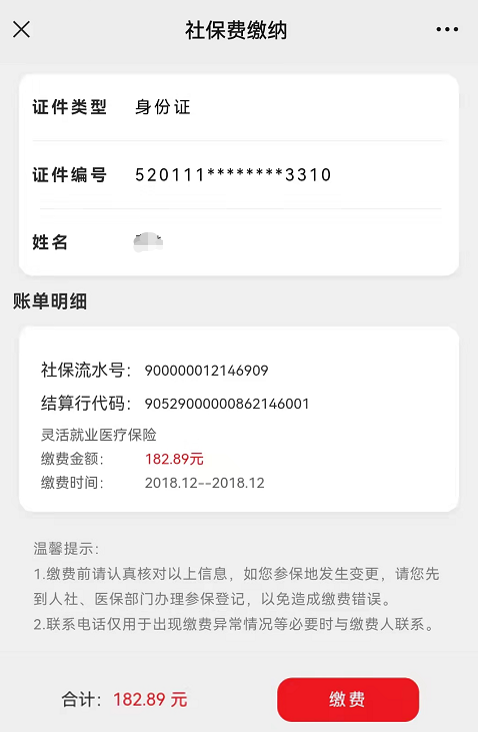 社保费缴纳
证件类型 身份证
证件编号 520111********3310
姓名
账单明细
社保流水号： 900000012146909
结算行代码： 90529000000862146001
灵活就业医疗保险
缴费金额： 182.89元
缴费时间： 2018.12--2018.12
温馨提示：
1.缴费前请认真核对以上信息，如您参保地发生变更，请您先
到人社、医保部门办理参保登记，以免造成缴费错误。
2.联系电话仅用于出现缴费异常情况等必要时与缴费人联系。
合计： 182.89 元 缴费